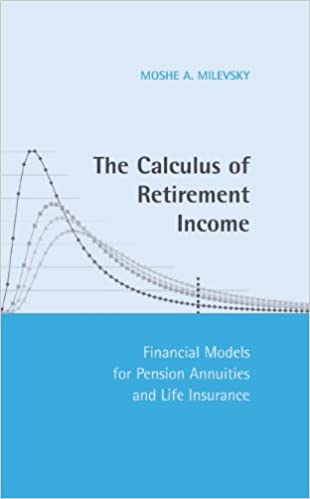 MOSHE A. MILEVSKY
The Calculus of
Retirement
Income
Financial Models
for Pension Annuities
and Life Insurance